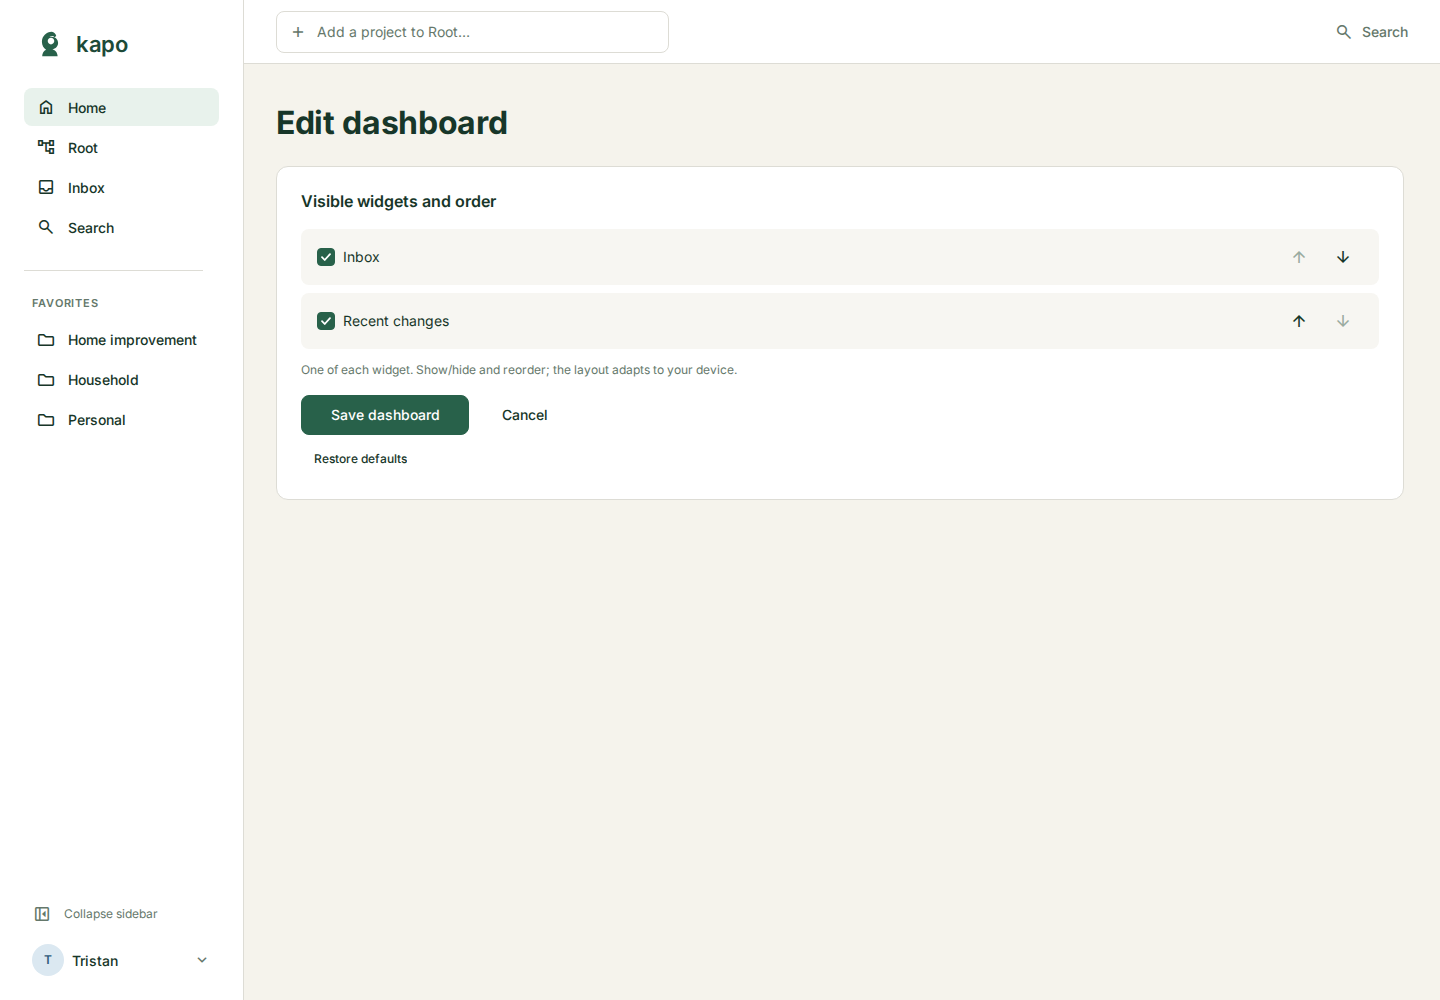 kapo
Home
Root
Inbox
Search
FAVORITES
Home improvement
Household
Personal
Collapse sidebar
T
Tristan
Add a project to Root...
Search
Edit dashboard
Visible widgets and order
Inbox
Recent changes
One of each widget. Show/hide and reorder; the layout adapts to your device.
Save dashboard
Cancel
Restore defaults